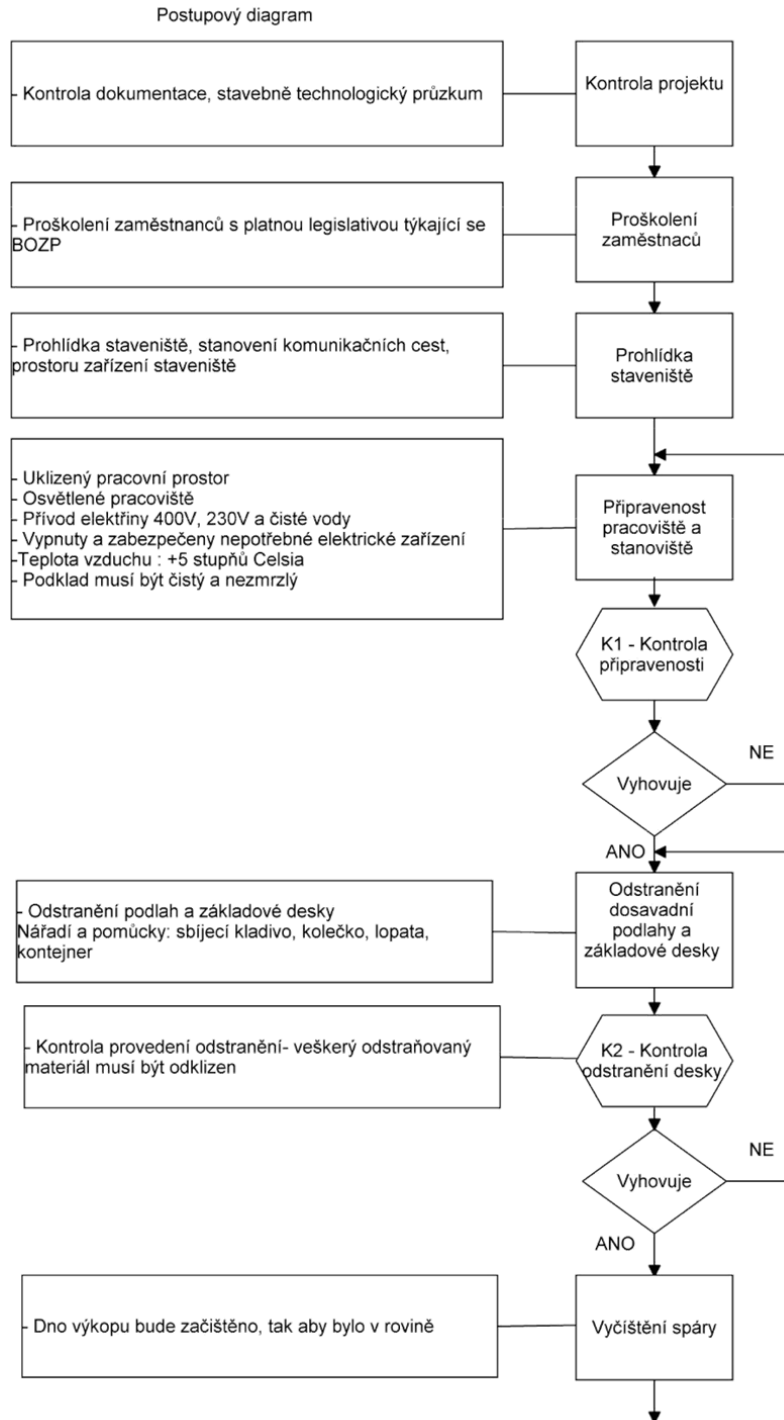 Postupový diagram
- Kontrola dokumentace, stavebně technologický průzkum
Kontrola projektu
- Proškolení zaměstnanců s platnou legislativou týkající se
BOZP
Proškolení
zaměstnaců
- Prohlídka staveniště, stanovení komunikačních cest,
prostoru zařízení staveniště
Prohlídka
staveniště
- Uklizený pracovní prostor
- Osvětlené pracoviště
- Přívod elektřiny 400V, 230V a čisté vody
- Vypnuty a zabezpečeny nepotřebné elektrické zařízení
-Teplota vzduchu : +5 stupňů Celsia
- Podklad musí být čistý a nezmrzlý
Připravenost
pracoviště a
stanoviště
K1 - Kontrola
připravenosti
Vyhovuje
NE
ANO
- Odstranění podlah a základové desky
Nářadí a pomůcky: sbíjecí kladivo, kolečko, lopata,
kontejner
Odstranění
dosavadní
podlahy a
základové desky
- Kontrola provedení odstranění- veškerý odstraňovaný
materiál musí být odklizen
K2 - Kontrola
odstranění desky
Vyhovuje
NE
ANO
- Dno výkopu bude začištěno, tak aby bylo v rovině
Vyčíštění spáry